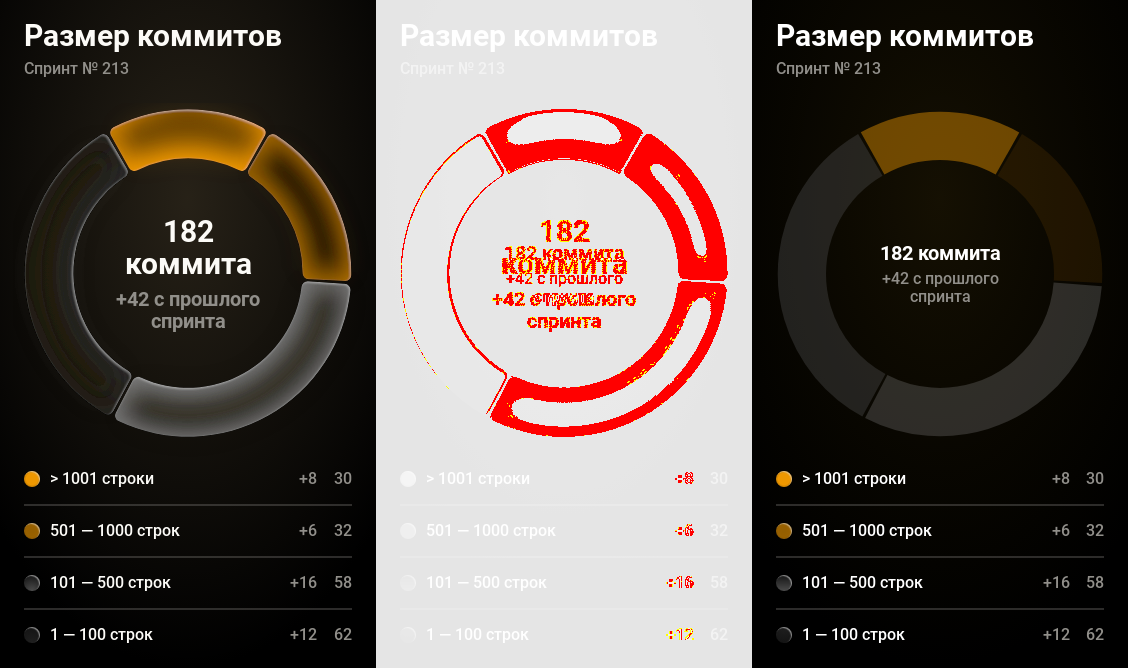 Размер коммитов
Спринт № 213
182
коммита
+42 с прошлого
спринта
> 1001 строки +8 30
501 — 1000 строк +6 32
101 — 500 строк +16 58
1 — 100 строк +12 62
Размер коммитов
Спринт № 213
182
182 коммита
коммита
+42 с прошлого
+42 с прошлого
спринта
> 1001 строки +8 30
501 — 1000 строк +6 32
101 — 500 строк +16 58
1 — 100 строк +12 62
Размер коммитов
Спринт № 213
182 коммита
+42 с прошлого
спринта
> 1001 строки +8 30
501 — 1000 строк +6 32
101 — 500 строк +16 58
1 — 100 строк +12 62